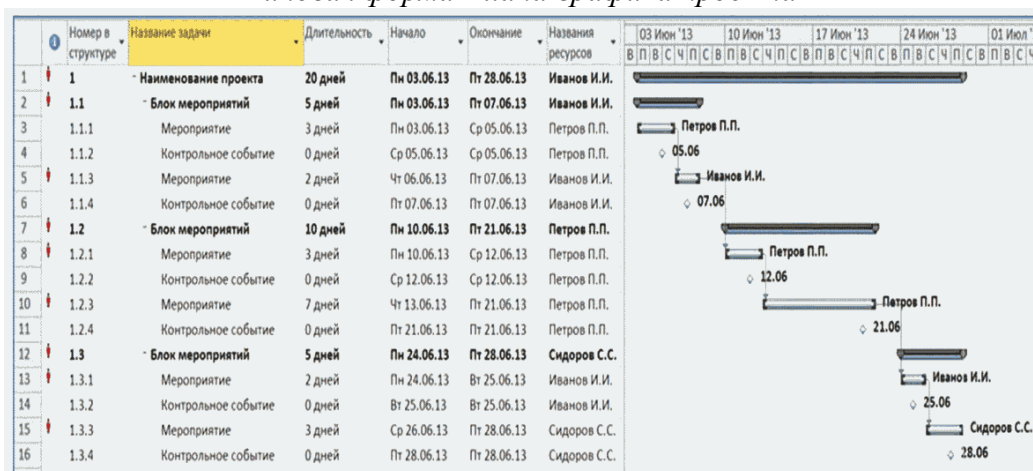 Номер в структуре Название задачи Длительность Начало Окончание Названия ресурсов 03 Июн '13 10 Июн '13 17 Июн '13 24 Июн '13 01 Июл '
В П В С Ч П С В П В С Ч П С В П В С Ч П С В П В С Ч П С В П В С Ч
1 1 Наименование проекта 20 дней Пн 03.06.13 Пт 28.06.13 Иванов И.И.
2 1.1 Блок мероприятий 5 дней Пн 03.06.13 Пт 07.06.13 Иванов И.И.
3 1.1.1 Мероприятие 3 дней Пн 03.06.13 Ср 05.06.13 Петров П.П. Петров П.П.
4 1.1.2 Контрольное событие 0 дней Ср 05.06.13 Ср 05.06.13 Петров П.П. 05.06
5 1.1.3 Мероприятие 2 дней Чт 06.06.13 Пт 07.06.13 Иванов И.И. Иванов И.И.
6 1.1.4 Контрольное событие 0 дней Пт 07.06.13 Пт 07.06.13 Иванов И.И. 07.06
7 1.2 Блок мероприятий 10 дней Пн 10.06.13 Пт 21.06.13 Петров П.П.
8 1.2.1 Мероприятие 3 дней Пн 10.06.13 Ср 12.06.13 Петров П.П. Петров П.П.
9 1.2.2 Контрольное событие 0 дней Ср 12.06.13 Ср 12.06.13 Петров П.П. 12.06
10 1.2.3 Мероприятие 7 дней Чт 13.06.13 Пт 21.06.13 Петров П.П. Петров П.П.
11 1.2.4 Контрольное событие 0 дней Пт 21.06.13 Пт 21.06.13 Петров П.П. 21.06
12 1.3 Блок мероприятий 5 дней Пн 24.06.13 Пт 28.06.13 Сидоров С.С.
13 1.3.1 Мероприятие 2 дней Пн 24.06.13 Вт 25.06.13 Иванов И.И. Иванов И.И.
14 1.3.2 Контрольное событие 0 дней Вт 25.06.13 Вт 25.06.13 Иванов И.И. 25.06
15 1.3.3 Мероприятие 3 дней Ср 26.06.13 Пт 28.06.13 Сидоров С.С. Сидоров С.С.
16 1.3.4 Контрольное событие 0 дней Пт 28.06.13 Пт 28.06.13 Сидоров С.С. 28.06